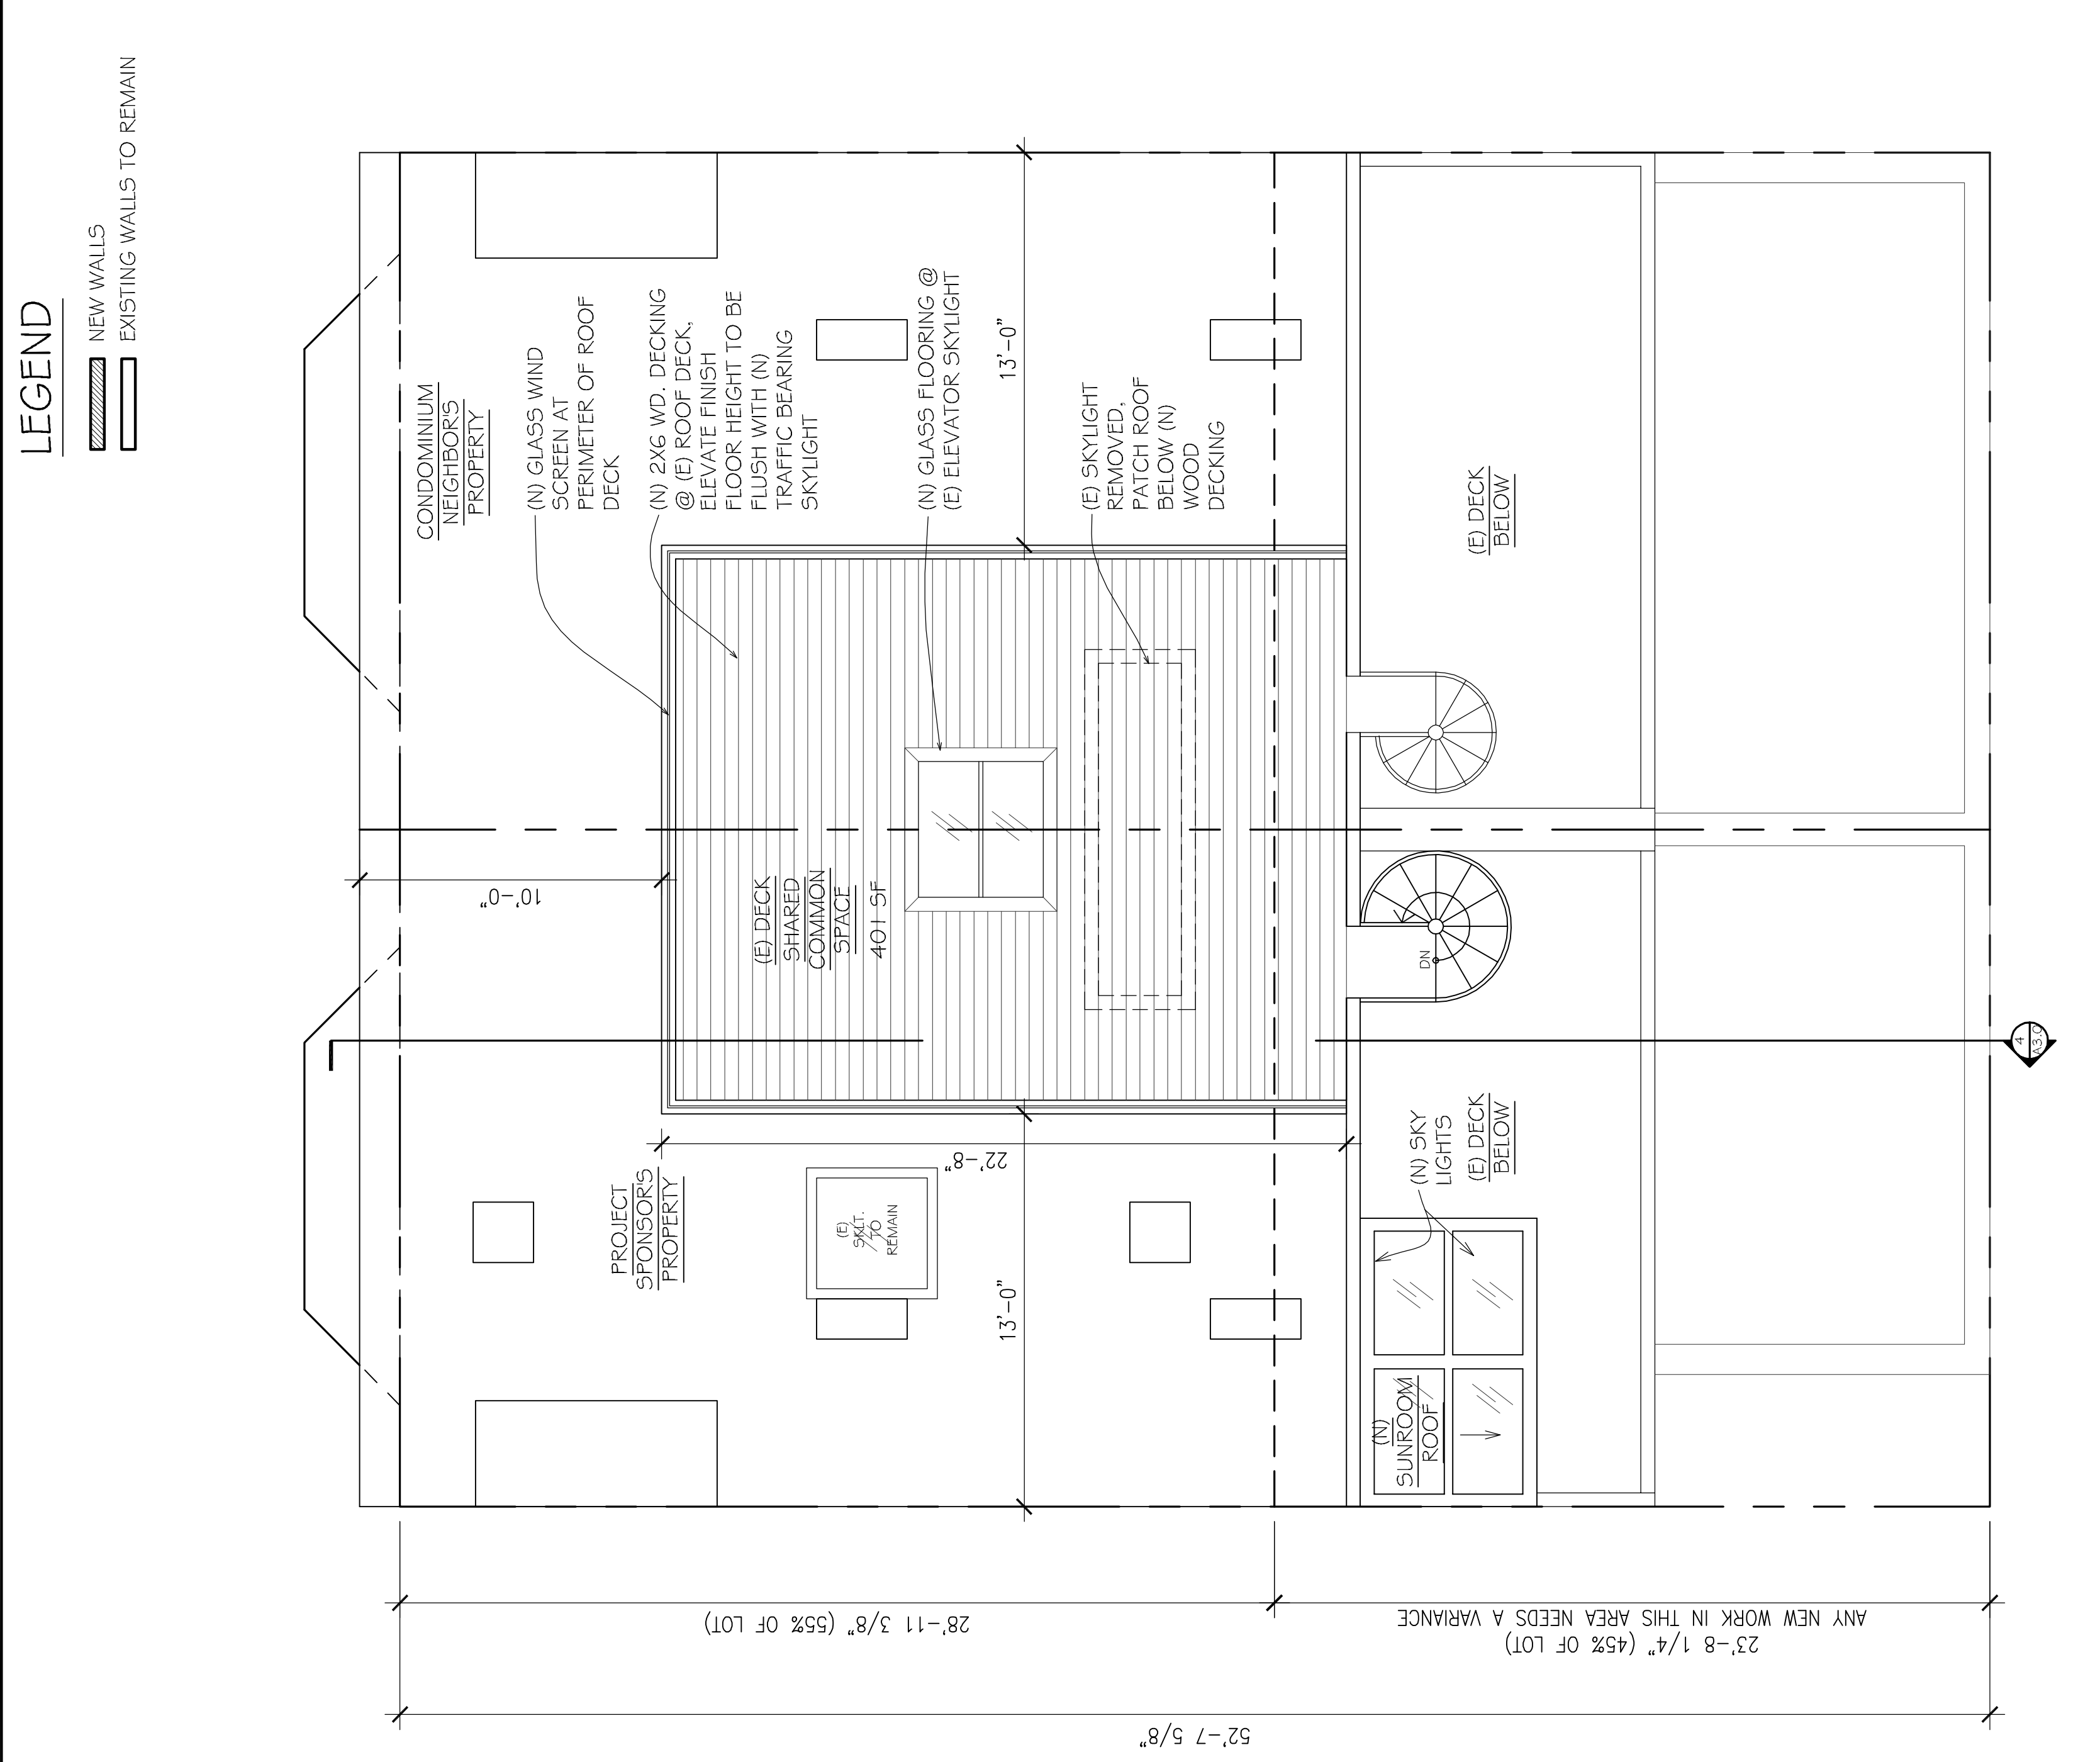 LEGEND
NEW WALLS
EXISTING WALLS TO REMAIN
CONDOMINIUM
NEIGHBOR'S
PROPERTY
(N) GLASS WIND
SCREEN AT
PERIMETER OF ROOF
DECK
(N) 2X6 WD. DECKING
@ (E) ROOF DECK,
ELEVATE FINISH
FLOOR HEIGHT TO BE
FLUSH WITH (N)
TRAFFIC BEARING
SKYLIGHT
(N) GLASS FLOORING @
(E) ELEVATOR SKYLIGHT
13'-0"
(E) SKYLIGHT
REMOVED,
PATCH ROOF
BELOW (N)
WOOD
DECKING
(E) DECK
BELOW
10'-0"
(E) DECK
SHARED
COMMON
SPACE
401 SF
DN
4
A3.0
22'-8"
PROJECT
SPONSOR'S
PROPERTY
(E)
SKLT.
TO
REMAIN
13'-0"
(N) SKY
LIGHTS
(E) DECK
BELOW
(N)
SUNROOM
ROOF
28'-11 3/8" (55% OF LOT)
23'-8 1/4" (45% OF LOT)
ANY NEW WORK IN THIS AREA NEEDS A VARIANCE
52'-7 5/8"